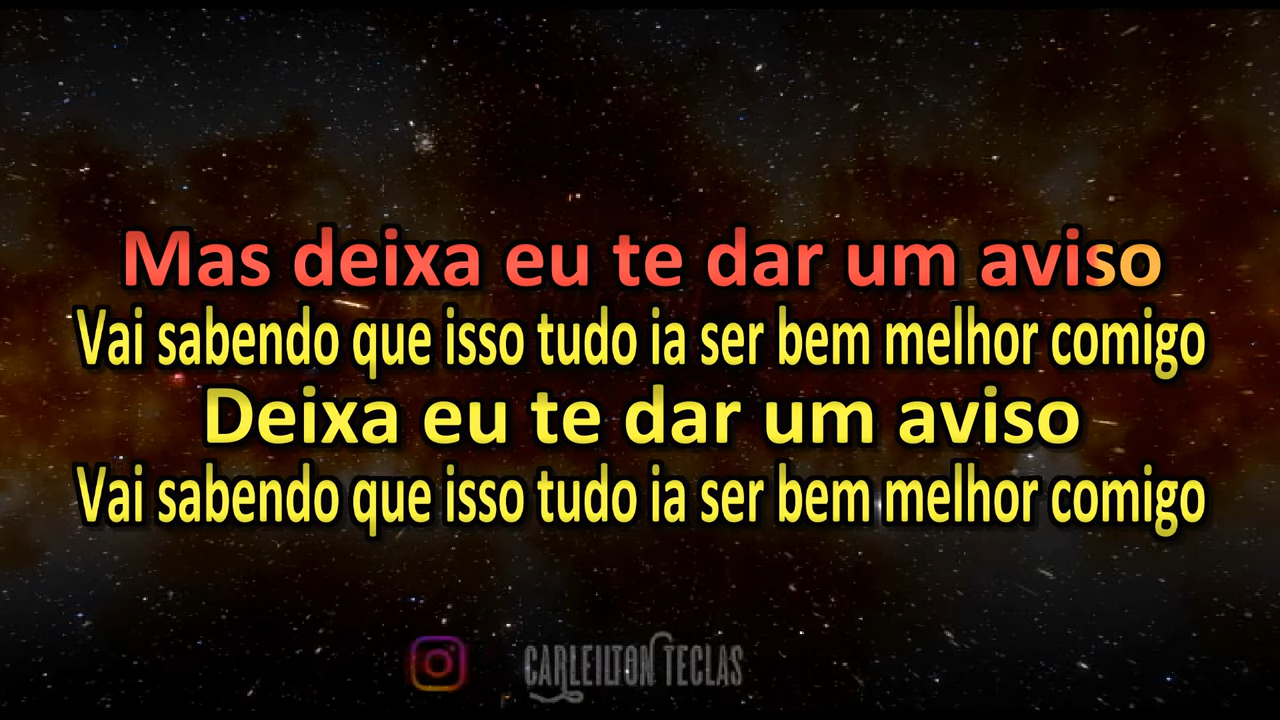 Mas deixa eu te dar um aviso
Vai sabendo que isso tudo ia ser bem melhor comigo
Deixa eu te dar um aviso
Vai sabendo que isso tudo ia ser bem melhor comigo
CARLEILTON TECLAS